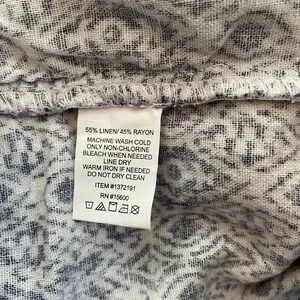 55% LINEN/ 45% RAYON
MACHINE WASH COLD
ONLY NON-CHLORINE
BLEACH WHEN NEEDED
LINE DRY
WARM IRON IF NEEDED
DO NOT DRY CLEAN
ITEM #1372191
RN #15600